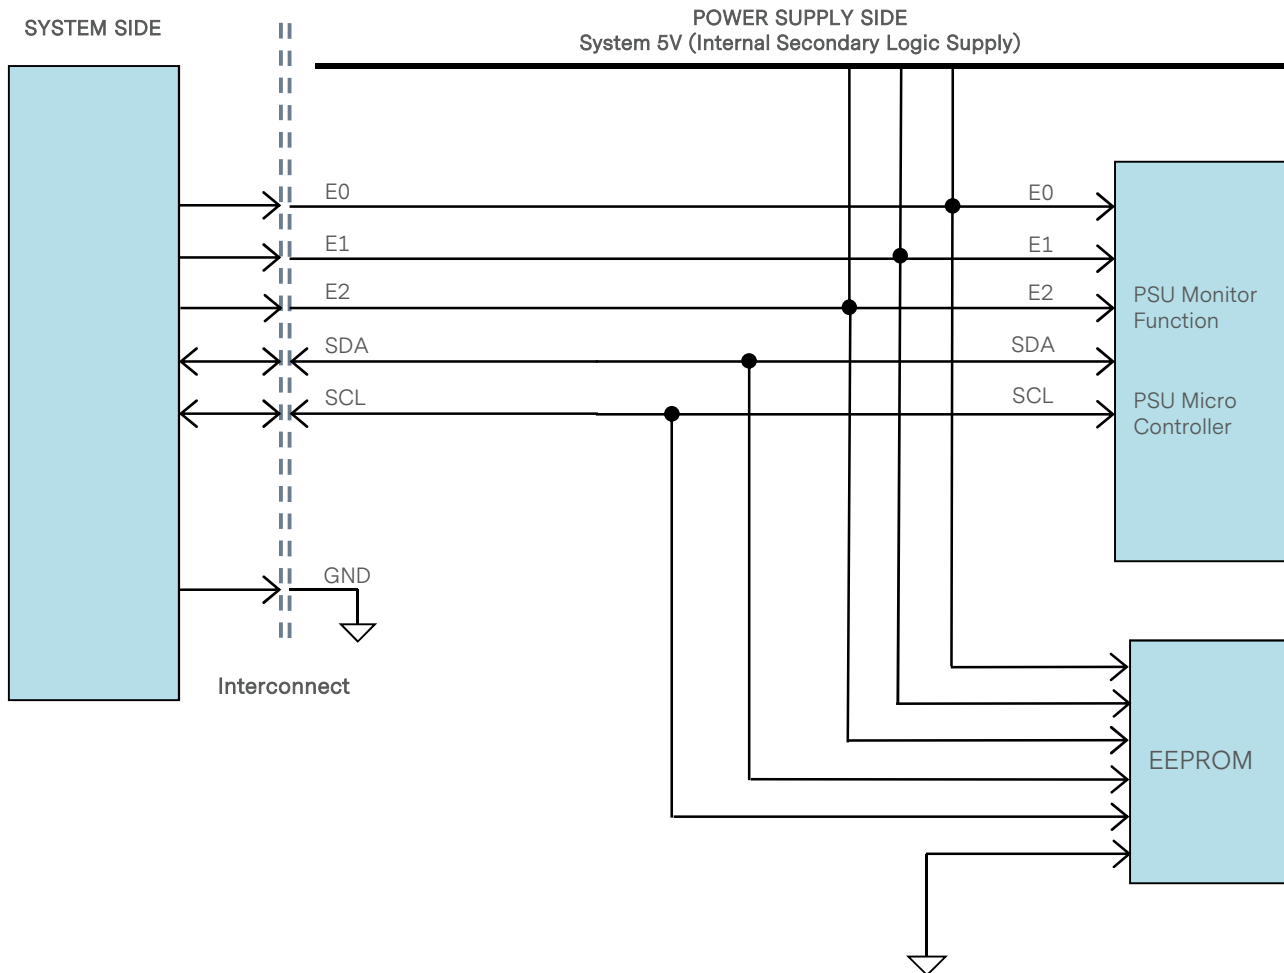 SYSTEM SIDE
POWER SUPPLY SIDE
System 5V (Internal Secondary Logic Supply)
E0
E0
E1
E1
E2
E2
PSU Monitor
Function
SDA
SDA
SCL
SCL
PSU Micro
Controller
GND
Interconnect
EEPROM